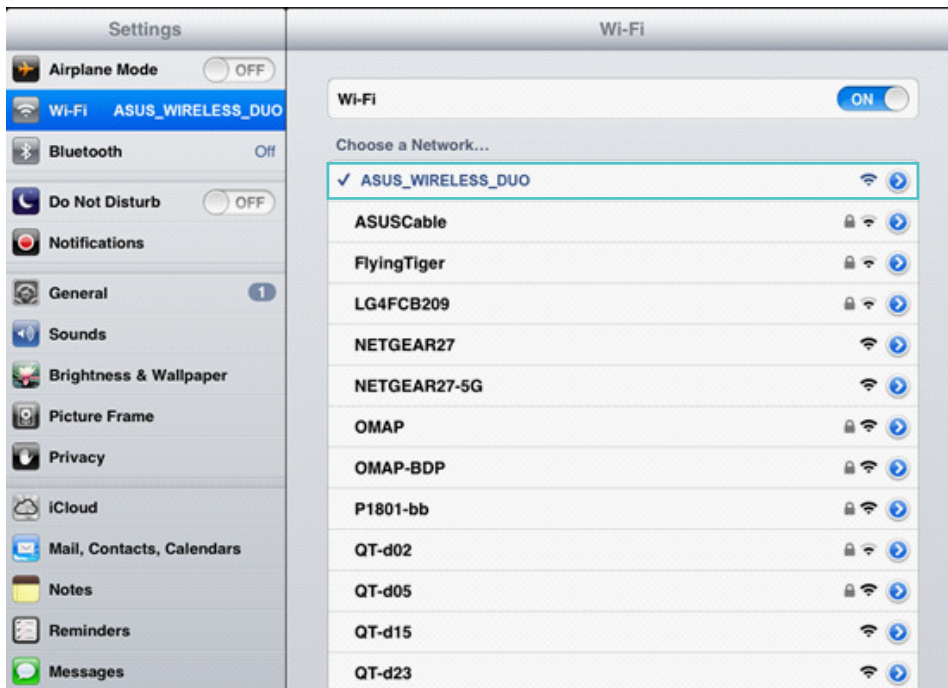 Settings
Airplane Mode OFF
Wi-Fi ASUS_WIRELESS_DUO
Bluetooth Off
Do Not Disturb OFF
Notifications
General 1
Sounds
Brightness & Wallpaper
Picture Frame
Privacy
iCloud
Mail, Contacts, Calendars
Notes
Reminders
Messages
Wi-Fi
Wi-Fi ON
Choose a Network...
ASUS_WIRELESS_DUO
ASUSCable
FlyingTiger
LG4FCB209
NETGEAR27
NETGEAR27-5G
OMAP
OMAP-BDP
P1801-bb
QT-d02
QT-d05
QT-d15
QT-d23